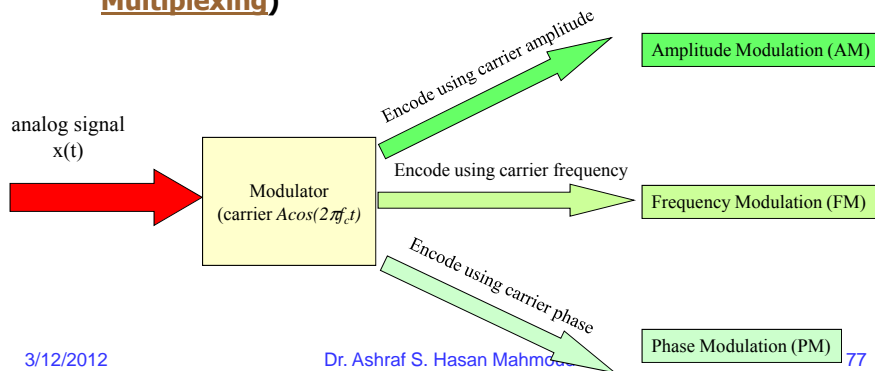 Multiplexing)
Encode using carrier amplitude
Amplitude Modulation (AM)
analog signal
x(t)
Encode using carrier frequency
Modulator
(carrier Acos(2πf_ct)
Frequency Modulation (FM)
Encode using carrier phase
Phase Modulation (PM)
3/12/2012
Dr. Ashraf S. Hasan
77